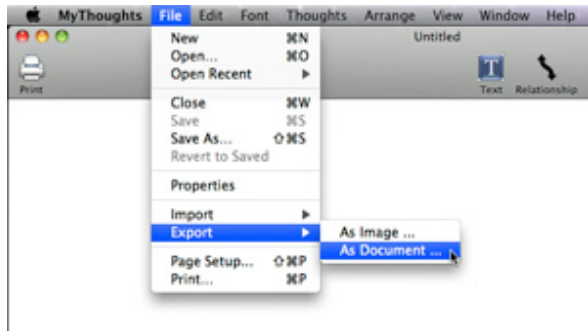 MyThoughts File Edit Font Thoughts Arrange View Window Help
Untitled
New ⌘N
Open... ⌘O
Open Recent ▶
Print
T
Text Relationship
Close ⌘W
Save ⌘S
Save As... ⇧⌘S
Revert to Saved
Properties
Import ▶
Export ▶
As Image ...
As Document ...
Page Setup... ⇧⌘P
Print... ⌘P